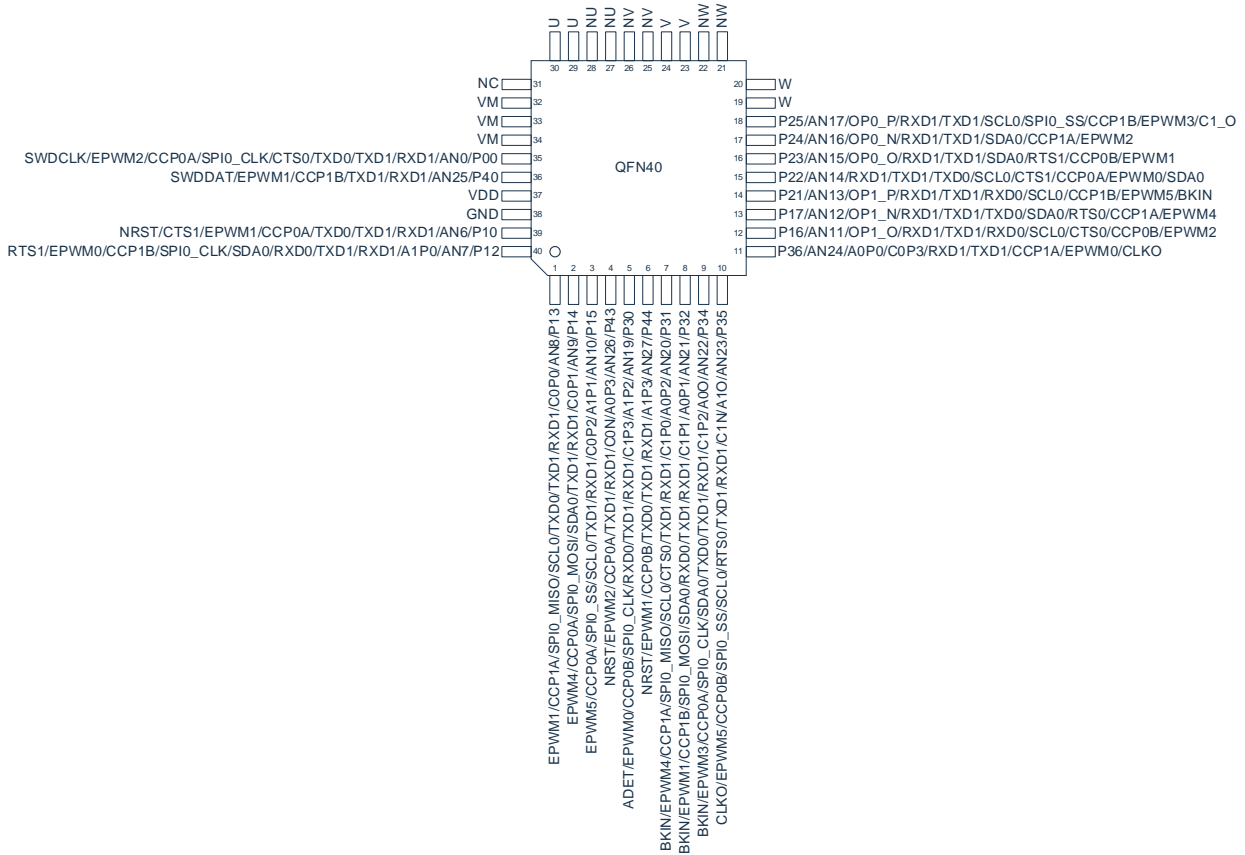 U
U
NU
NU
NV
NV
V
V
NW
NW
30
29
28
27
26
25
24
23
22
21
NC 31
VM 32
VM 33
VM 34
SWDCLK/EPWM2/CCP0A/SPI0_CLK/CTS0/TXD0/TXD1/RXD1/AN0/P00 35
SWDDAT/EPWM1/CCP1B/TXD1/RXD1/AN25/P40 36
VDD 37
GND 38
NRST/CTS1/EPWM1/CCP0A/TXD0/TXD1/RXD1/AN6/P10 39
RTS1/EPWM0/CCP1B/SPI0_CLK/SDA0/RXD0/TXD1/RXD1/A1P0/AN7/P12 40
QFN40
20 W
19 W
18 P25/AN17/OP0_P/RXD1/TXD1/SCL0/SPI0_SS/CCP1B/EPWM3/C1_O
17 P24/AN16/OP0_N/RXD1/TXD1/SDA0/CCP1A/EPWM2
16 P23/AN15/OP0_O/RXD1/TXD1/SDA0/RTS1/CCP0B/EPWM1
15 P22/AN14/RXD1/TXD1/TXD0/SCL0/CTS1/CCP0A/EPWM0/SDA0
14 P21/AN13/OP1_P/RXD1/TXD1/RXD0/SCL0/CCP1B/EPWM5/BKIN
13 P17/AN12/OP1_N/RXD1/TXD1/TXD0/SDA0/RTS0/CCP1A/EPWM4
12 P16/AN11/OP1_O/RXD1/TXD1/RXD0/SCL0/CTS0/CCP0B/EPWM2
11 P36/AN24/A0P0/C0P3/RXD1/TXD1/CCP1A/EPWM0/CLKO
1
2
3
4
5
6
7
8
9
10
EPWM1/CCP1A/SPI0_MISO/SCL0/TXD0/TXD1/RXD1/C0P0/AN8/P13
EPWM4/CCP0A/SPI0_MOSI/SDA0/TXD1/RXD1/C0P1/AN9/P14
EPWM5/CCP0A/SPI0_SS/SCL0/TXD1/RXD1/C0P2/A1P1/AN10/P15
NRST/EPWM2/CCP0A/TXD1/RXD1/C0N/A0P3/AN26/P43
ADET/EPWM0/CCP0B/SPI0_CLK/RXD0/TXD1/RXD1/C1P3/A1P2/AN19/P30
NRST/EPWM1/CCP0B/TXD0/TXD1/RXD1/A1P3/AN27/P44
BKIN/EPWM4/CCP1A/SPI0_MISO/SCL0/CTS0/TXD1/RXD1/C1P0/A0P2/AN20/P31
BKIN/EPWM1/CCP1B/SPI0_MOSI/SDA0/RXD0/TXD1/RXD1/C1P1/A0P1/AN21/P32
BKIN/EPWM3/CCP0A/SPI0_CLK/SDA0/TXD0/TXD1/RXD1/C1P2/A0O/AN22/P34
CLKO/EPWM5/CCP0B/SPI0_SS/SCL0/RTS0/TXD1/RXD1/C1N/A1O/AN23/P35